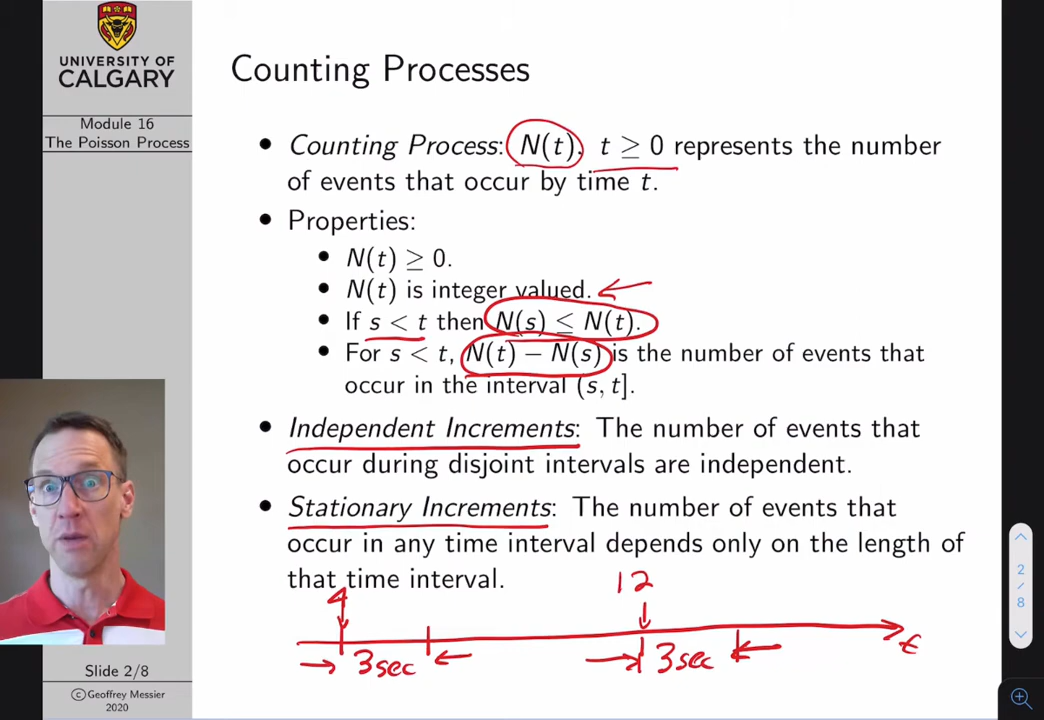 UNIVERSITY OF
CALGARY
Module 16
The Poisson Process
Counting Processes
• Counting Process: N(t), t ≥ 0 represents the number
of events that occur by time t.
• Properties:
• N(t) ≥ 0.
• N(t) is integer valued.
• If s < t then N(s) ≤ N(t).
• For s < t, N(t) − N(s) is the number of events that
occur in the interval (s, t].
• Independent Increments: The number of events that
occur during disjoint intervals are independent.
• Stationary Increments: The number of events that
occur in any time interval depends only on the length of
that time interval.
4
12
t
3sec
3sec
Slide 2/8
© Geoffrey Messier
2020
2
/
8